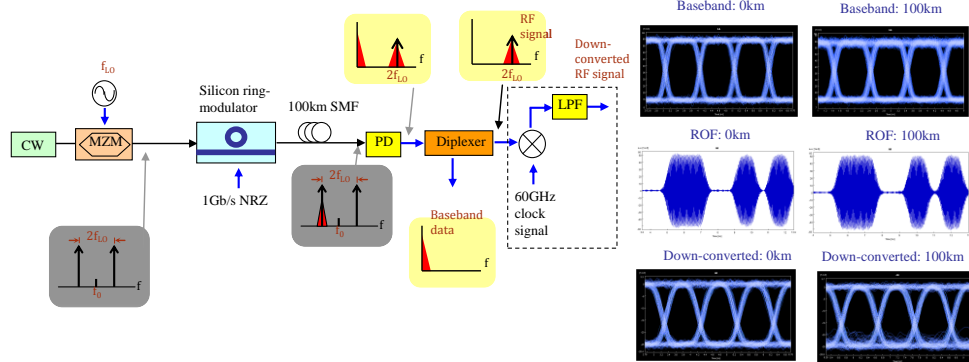 f_LO
CW
MZM
Silicon ring-
modulator
1Gb/s NRZ
100km SMF
PD
Diplexer
LPF
60GHz
clock
signal
2f_LO
f_0
f
2f_LO
f_0
f
f
2f_LO
RF
signal
f
2f_LO
Down-
converted
RF signal
Baseband
data
f
Baseband: 0km
Baseband: 100km
ROF: 0km
ROF: 100km
Down-converted: 0km
Down-converted: 100km